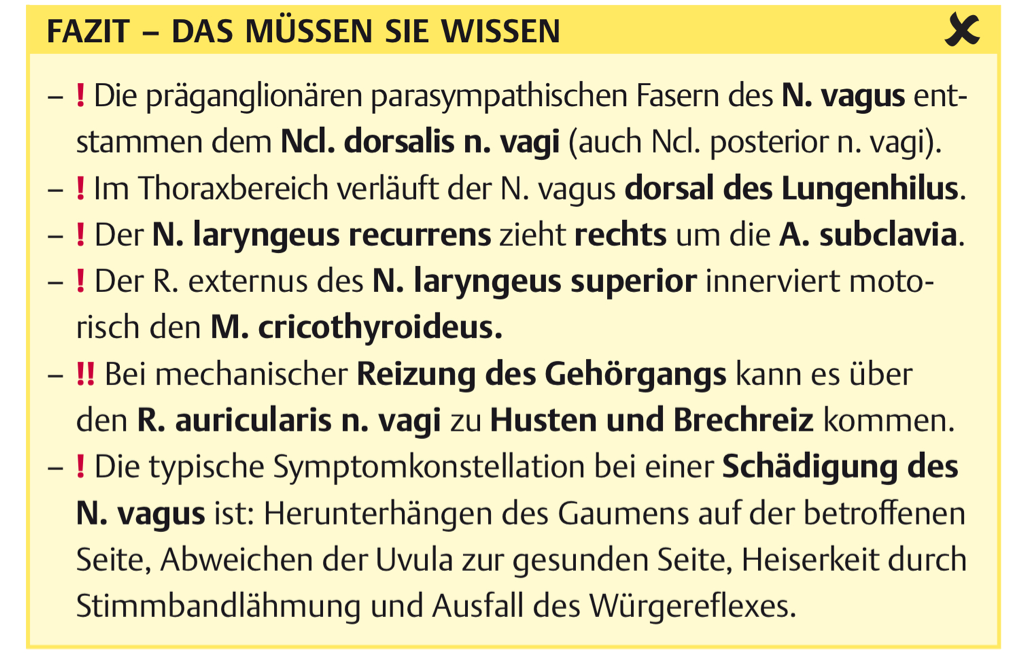 FAZIT – DAS MÜSSEN SIE WISSEN
– ! Die präganglionären parasympathischen Fasern des N. vagus ent-
stammen dem Ncl. dorsalis n. vagi (auch Ncl. posterior n. vagi).
– ! Im Thoraxbereich verläuft der N. vagus dorsal des Lungenhilus.
– ! Der N. laryngeus recurrens zieht rechts um die A. subclavia.
– ! Der R. externus des N. laryngeus superior innerviert moto-
risch den M. cricothyroideus.
– !! Bei mechanischer Reizung des Gehörgangs kann es über
den R. auricularis n. vagi zu Husten und Brechreiz kommen.
– ! Die typische Symptomkonstellation bei einer Schädigung des
N. vagus ist: Herunterhängen des Gaumens auf der betroffenen
Seite, Abweichen der Uvula zur gesunden Seite, Heiserkeit durch
Stimmbandlähmung und Ausfall des Würgereflexes.